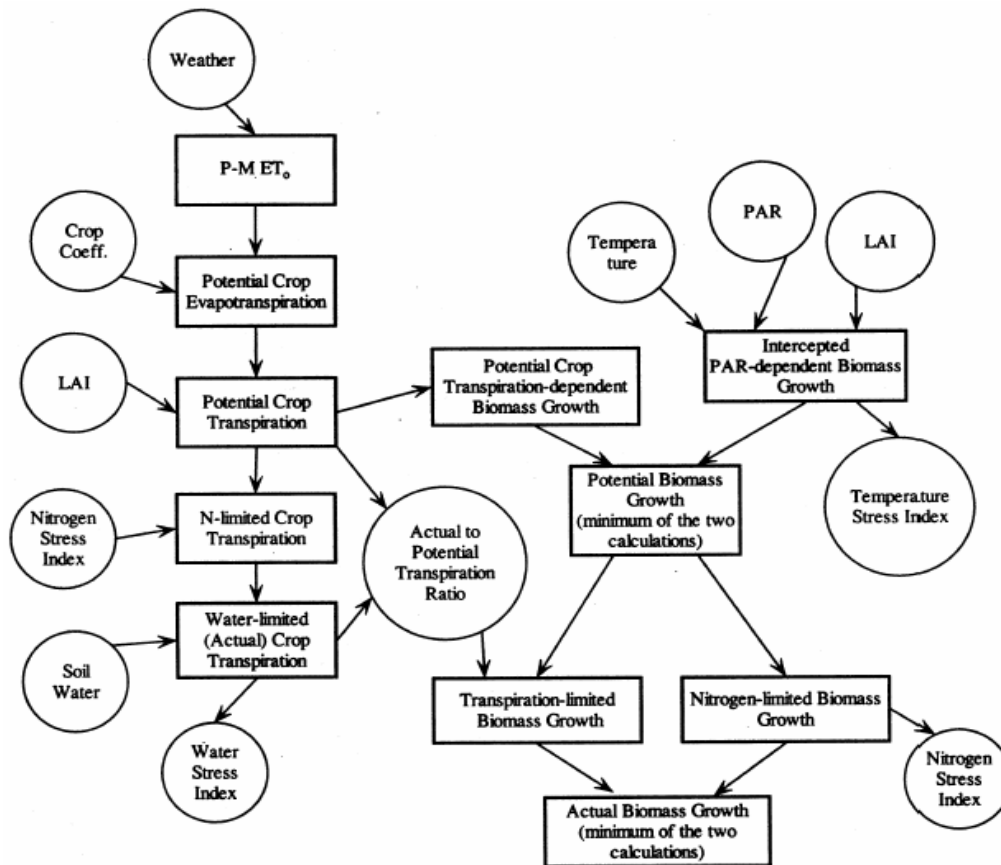 Weather
P-M ETo
Crop
Coeff.
Potential Crop
Evapotranspiration
LAI
Potential Crop
Transpiration
Nitrogen
Stress
Index
N-limited Crop
Transpiration
Soil
Water
Water-limited
(Actual) Crop
Transpiration
Water
Stress
Index
Actual to
Potential
Transpiration
Ratio
Potential Crop
Transpiration-dependent
Biomass Growth
Tempera
ture
PAR
LAI
Intercepted
PAR-dependent Biomass
Growth
Temperature
Stress Index
Potential Biomass
Growth
(minimum of the two
calculations)
Transpiration-limited
Biomass Growth
Nitrogen-limited Biomass
Growth
Nitrogen
Stress
Index
Actual Biomass Growth
(minimum of the two
calculations)